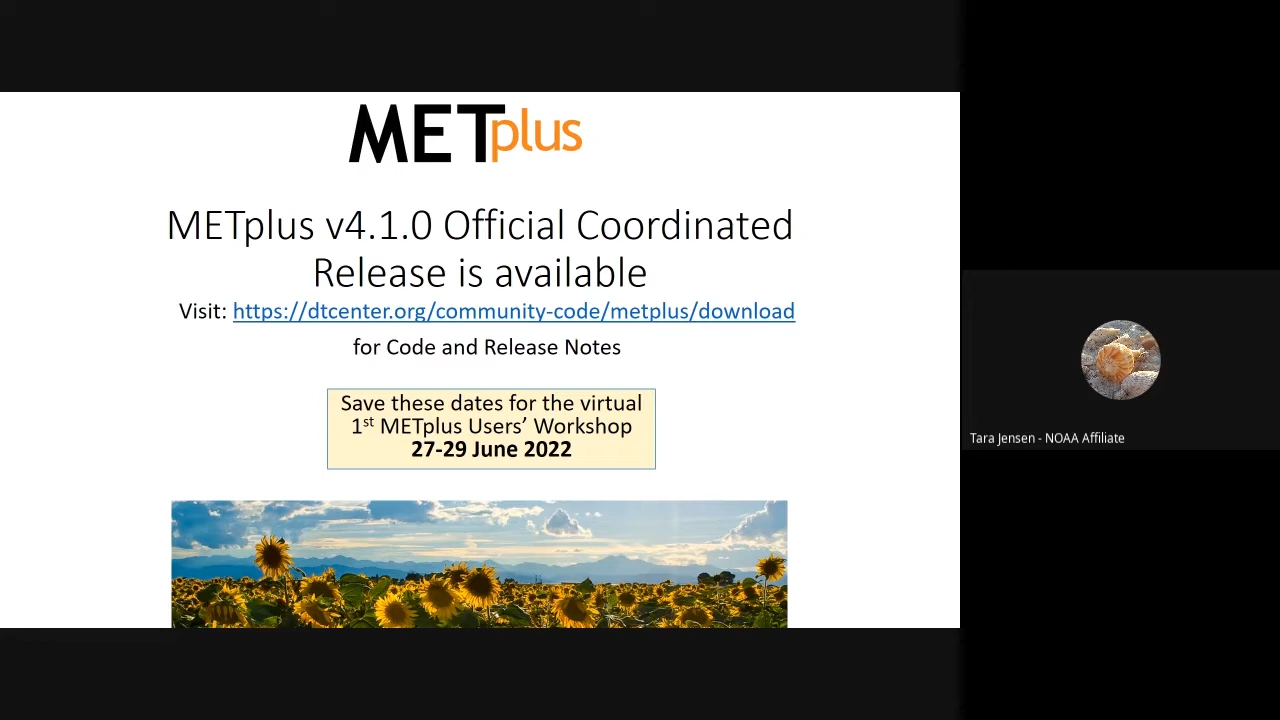 METplus
METplus v4.1.0 Official Coordinated
Release is available
Visit: https://dtcenter.org/community-code/metplus/download
for Code and Release Notes
Save these dates for the virtual
1st METplus Users’ Workshop
27-29 June 2022
Tara Jensen - NOAA Affiliate